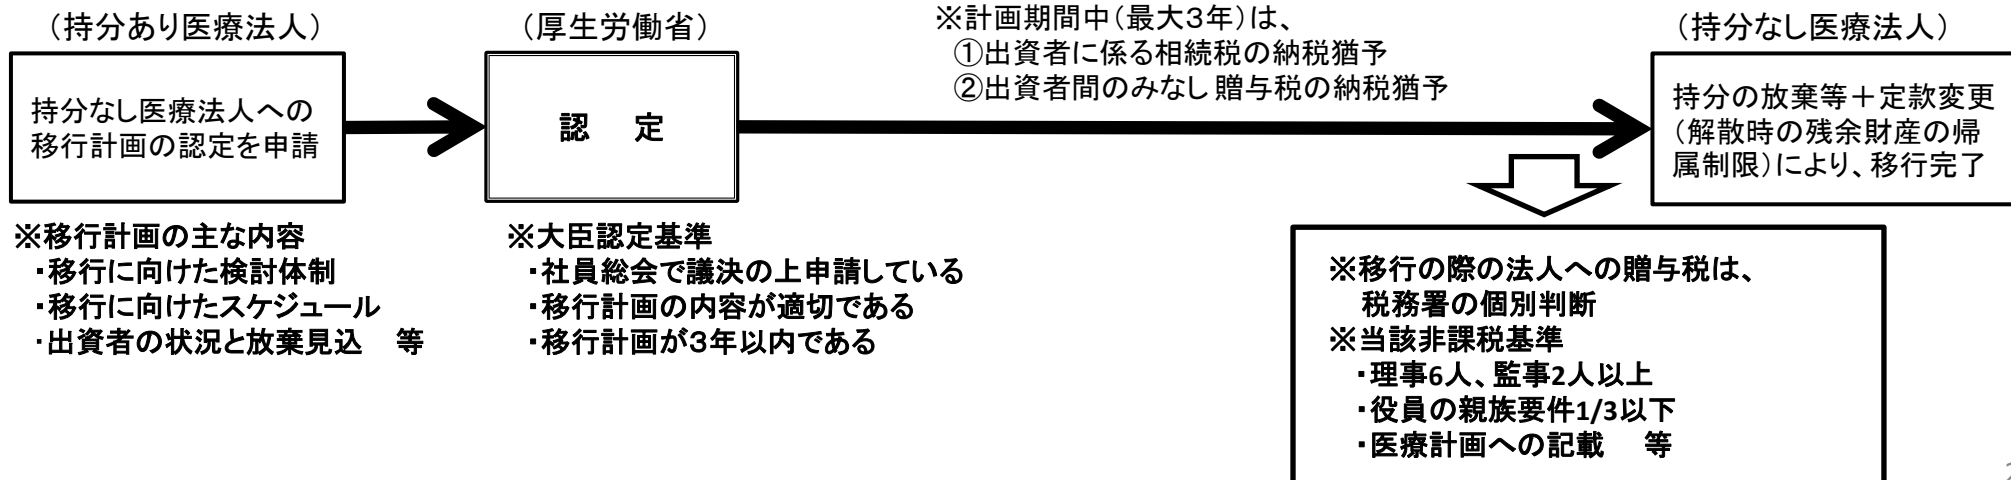 （持分あり医療法人）
持分なし医療法人への
移行計画の認定を申請
※移行計画の主な内容
・移行に向けた検討体制
・移行に向けたスケジュール
・出資者の状況と放棄見込　等
（厚生労働省）
認　定
※大臣認定基準
・社員総会で議決の上申請している
・移行計画の内容が適切である
・移行計画が３年以内である
※計画期間中（最大３年）は、
①出資者に係る相続税の納税猶予
②出資者間のみなし贈与税の納税猶予
（持分なし医療法人）
持分の放棄等＋定款変更
（解散時の残余財産の帰
属制限）により、移行完了
※移行の際の法人への贈与税は、
税務署の個別判断
※当該非課税基準
・理事6人、監事2人以上
・役員の親族要件1/3以下
・医療計画への記載　等